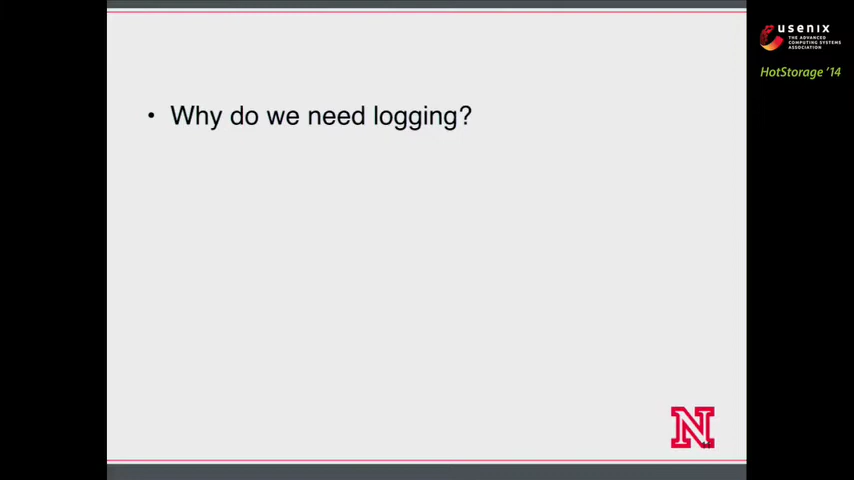 usenix
THE ADVANCED
COMPUTING SYSTEMS
ASSOCIATION
HotStorage '14
• Why do we need logging?
N